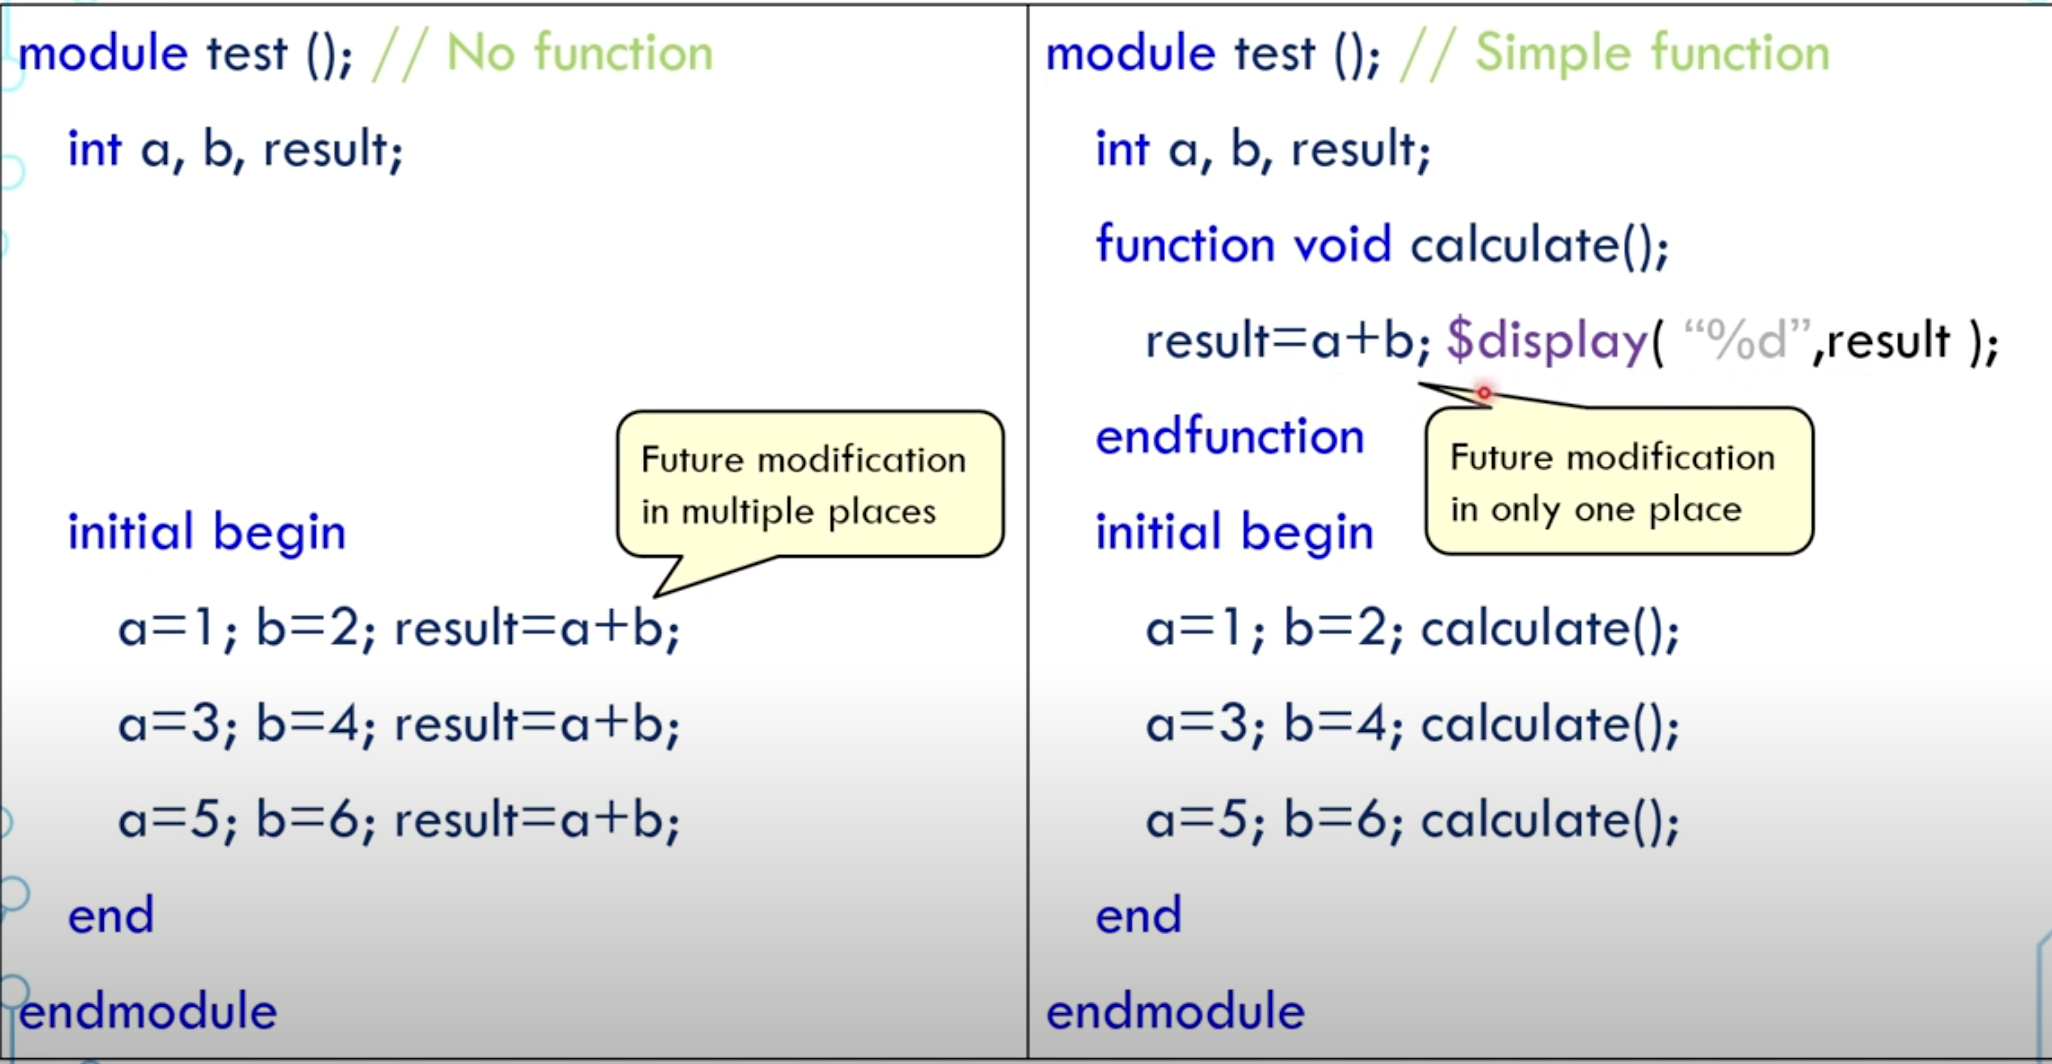 module test (); // No function
int a, b, result;
Future modification
in multiple places
initial begin
a=1; b=2; result=a+b;
a=3; b=4; result=a+b;
a=5; b=6; result=a+b;
end
endmodule
module test (); // Simple function
int a, b, result;
function void calculate();
result=a+b; $display( “%d”,result );
endfunction
Future modification
in only one place
initial begin
a=1; b=2; calculate();
a=3; b=4; calculate();
a=5; b=6; calculate();
end
endmodule